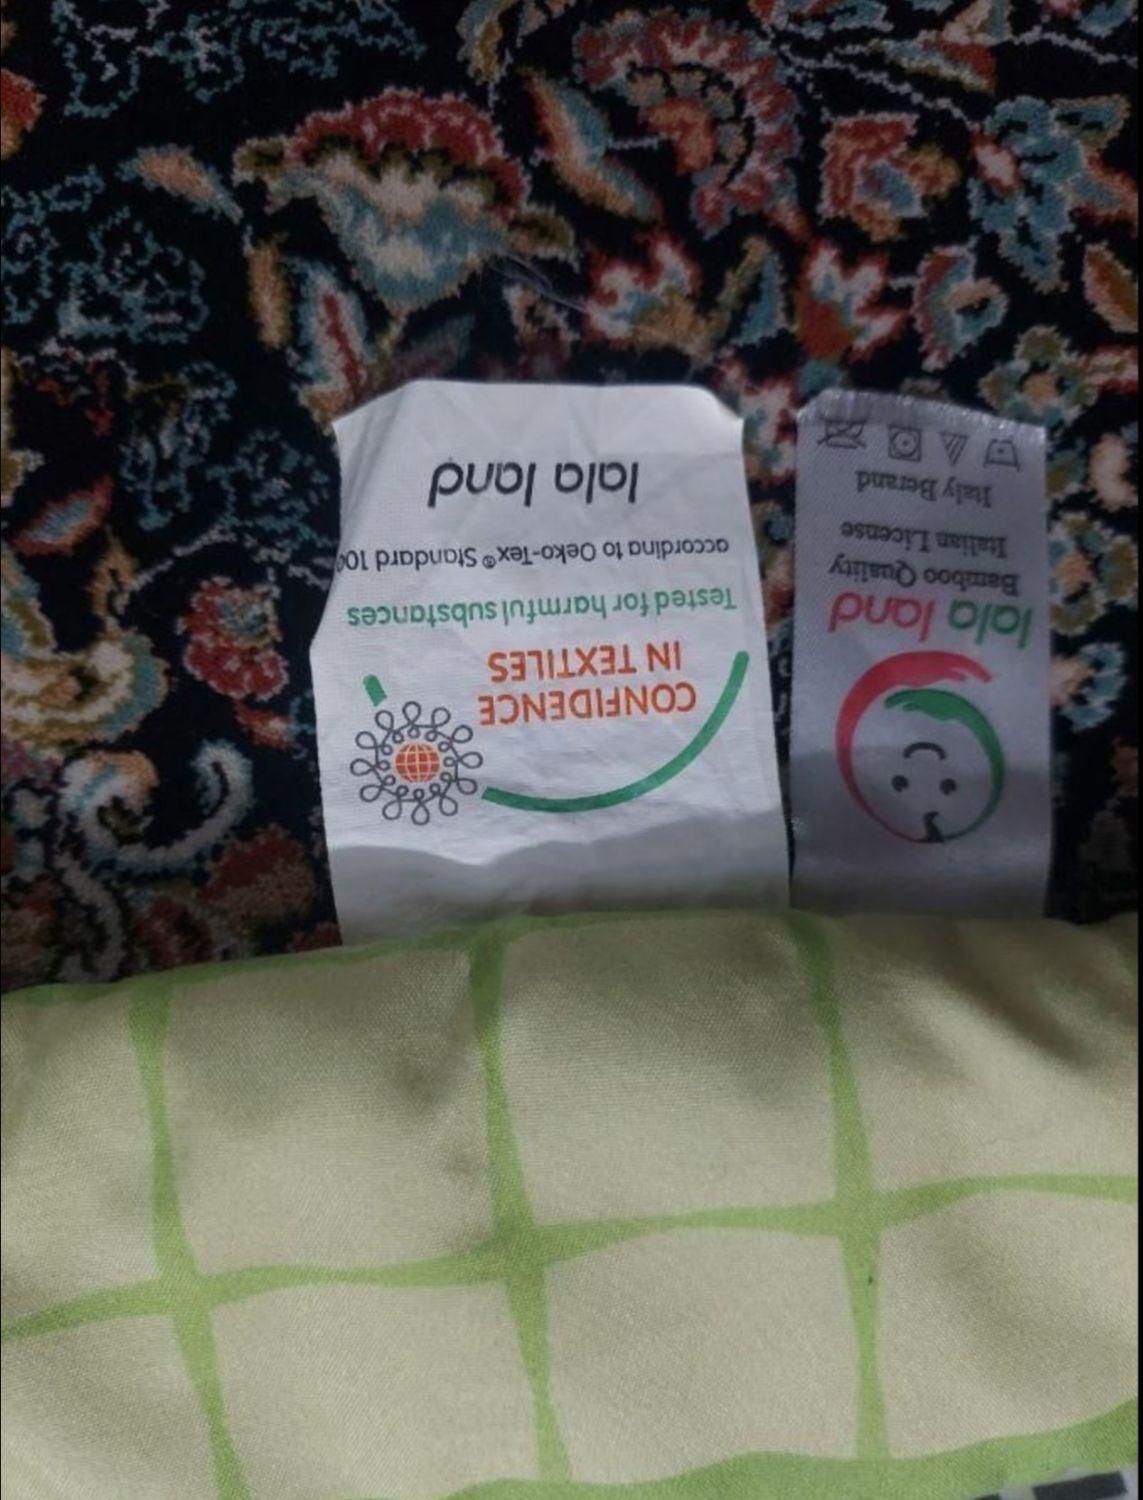 CONFIDENCE
IN TEXTILES
Tested for harmful substances
according to Oeko-Tex® Standard 100
lala land
lala land
Bamboo Quality
Italian License
Italy Berand